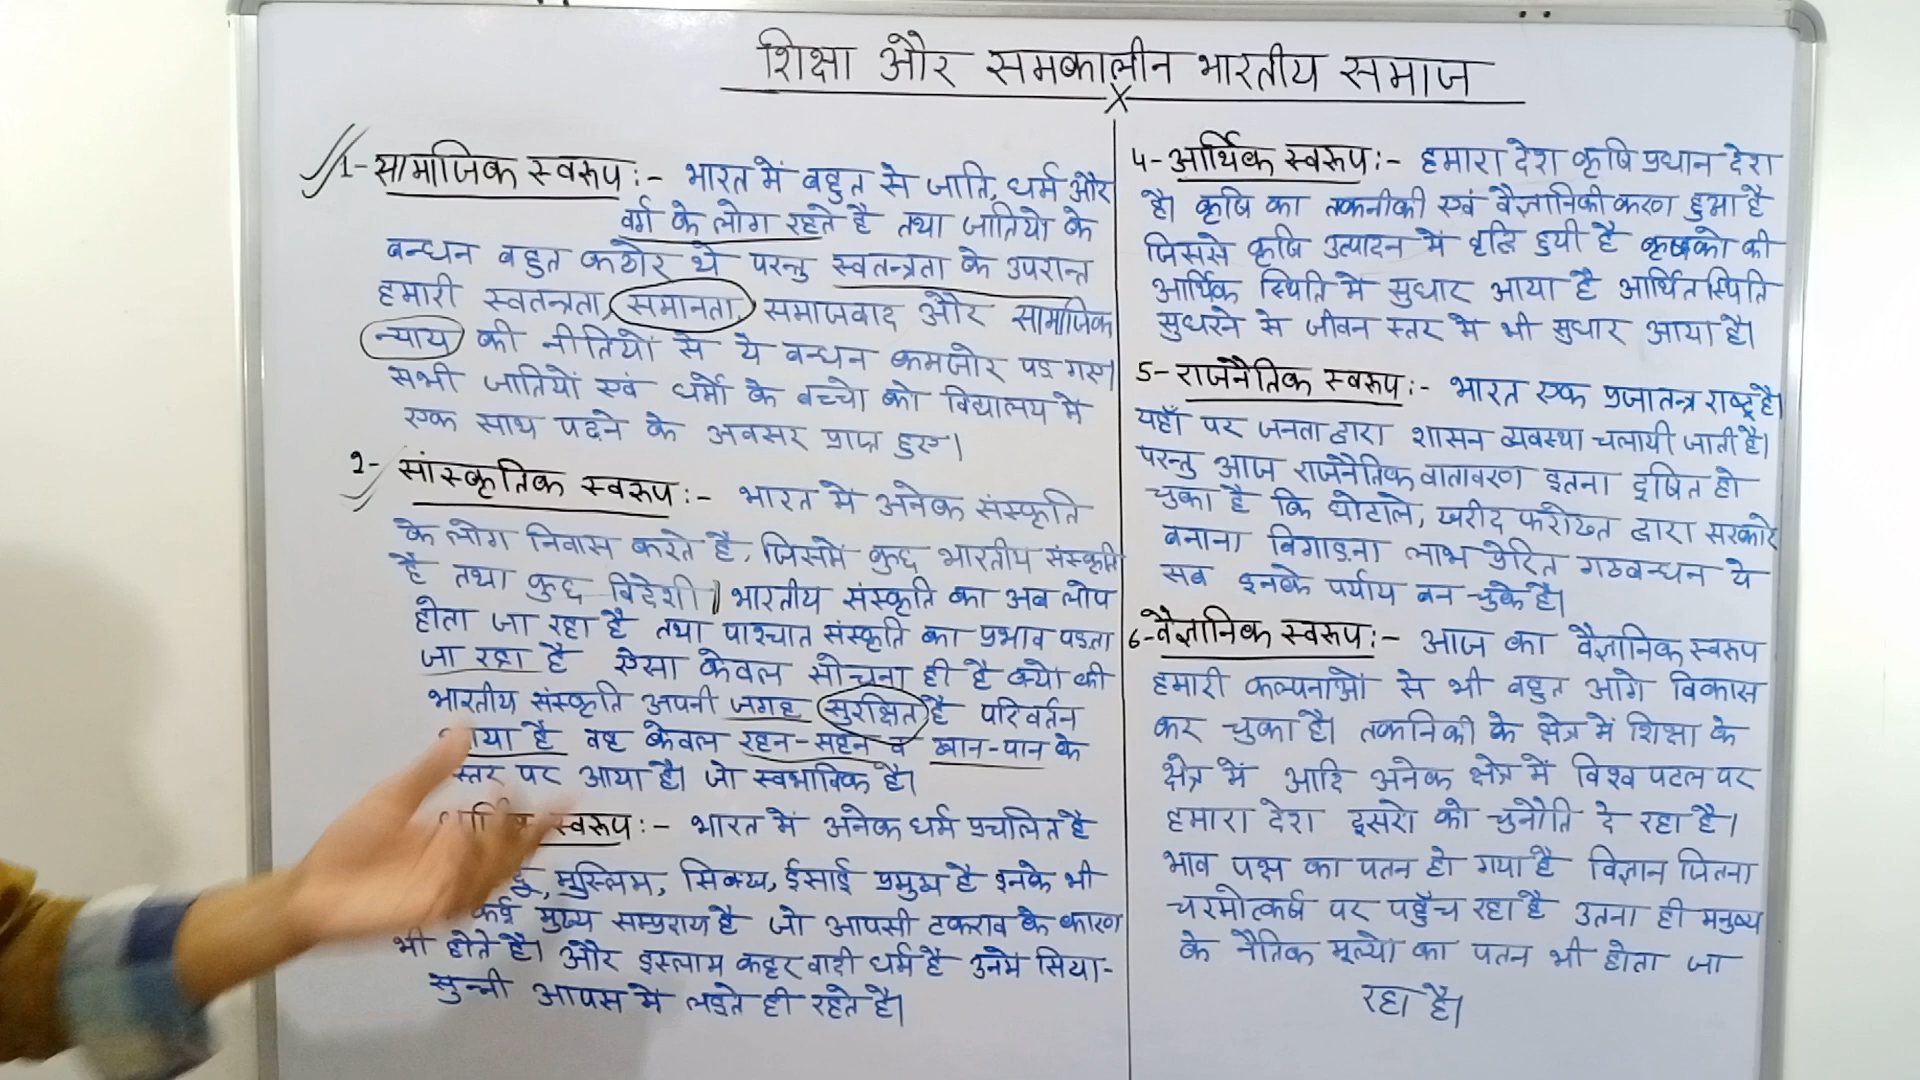 शिक्षा और समकालीन भारतीय समाज
1- सामाजिक स्वरूप :- भारत में बहुत से जाति, धर्म और
वर्ग के लोग रहते है तथा जातियो के
बन्धन बहुत कठोर थे परन्तु स्वतन्त्रता के उपरान्त
हमारी स्वतन्त्रता, समानता, समाजवाद और सामाजिक
न्याय की नीतियों से ये बन्धन कमजोर पड गए।
सभी जातियों एवं धर्मो के बच्चो को विद्यालय मे
एक साथ पढ़ने के अवसर प्राप्त हुए।
2- सांस्कृतिक स्वरूप :- भारत मे अनेक संस्कृति
के लोग निवास करते है, जिसमे कुछ भारतीय संस्कृति
है तथा कुछ विदेशी। भारतीय संस्कृति का अब लोप
होता जा रहा है तथा पाश्चात संस्कृति का प्रभाव पडता
जा रहा है ऐसा केवल सोचना ही है क्यो की
भारतीय संस्कृति अपनी जगह सुरक्षित है परिवर्तन
आया है वह केवल रहन-सहन व खान-पान के
स्तर पर आया है। जो स्वभाविक है।
स्वरूप :- भारत में अनेक धर्म प्रचलित है
मुस्लिम, सिक्ख, ईसाई प्रमुख है इनके भी
कई मुख्य सम्प्रदाय है जो आपसी टकराव के कारण
भी होते है। और इस्लाम कट्टरवादी धर्म है उनमे सिया-
सुन्नी आपस मे लडते ही रहते है।
4- आर्थिक स्वरूप :- हमारा देश कृषि प्रधान देश
है। कृषि का तकनीकी एवं वैज्ञानिकीकरण हुआ है
जिससे कृषि उत्पादन मे वृद्धि हुयी है कृषको की
आर्थिक स्थिति मे सुधार आया है आर्थित स्थिति
सुधरने से जीवन स्तर मे भी सुधार आया है।
5- राजनैतिक स्वरूप :- भारत एक प्रजातन्त्र राष्ट्र है।
यहाँ पर जनता द्वारा शासन व्यवस्था चलायी जाती है।
परन्तु आज राजनैतिक वातावरण इतना दूषित हो
चुका है कि घोटाले, खरीद फरोख्त द्वारा सरकारे
बनाना बिगाड़ना लाभ प्रेरित गठबन्धन ये
सब इनके पर्याय बन चुके है।
6- वैज्ञानिक स्वरूप :- आज का वैज्ञानिक स्वरूप
हमारी कल्पनाओं से भी बहुत आगे विकास
कर चुका है। तकनिकी के क्षेत्र में शिक्षा के
क्षेत्र में आदि अनेक क्षेत्र में विश्व पटल पर
हमारा देश दूसरो को चुनौति दे रहा है।
भाव पक्ष का पतन हो गया है विज्ञान जितना
चरमोत्कर्ष पर पहुँच रहा है उतना ही मनुष्य
के नैतिक मूल्यो का पतन भी होता जा
रहा है।